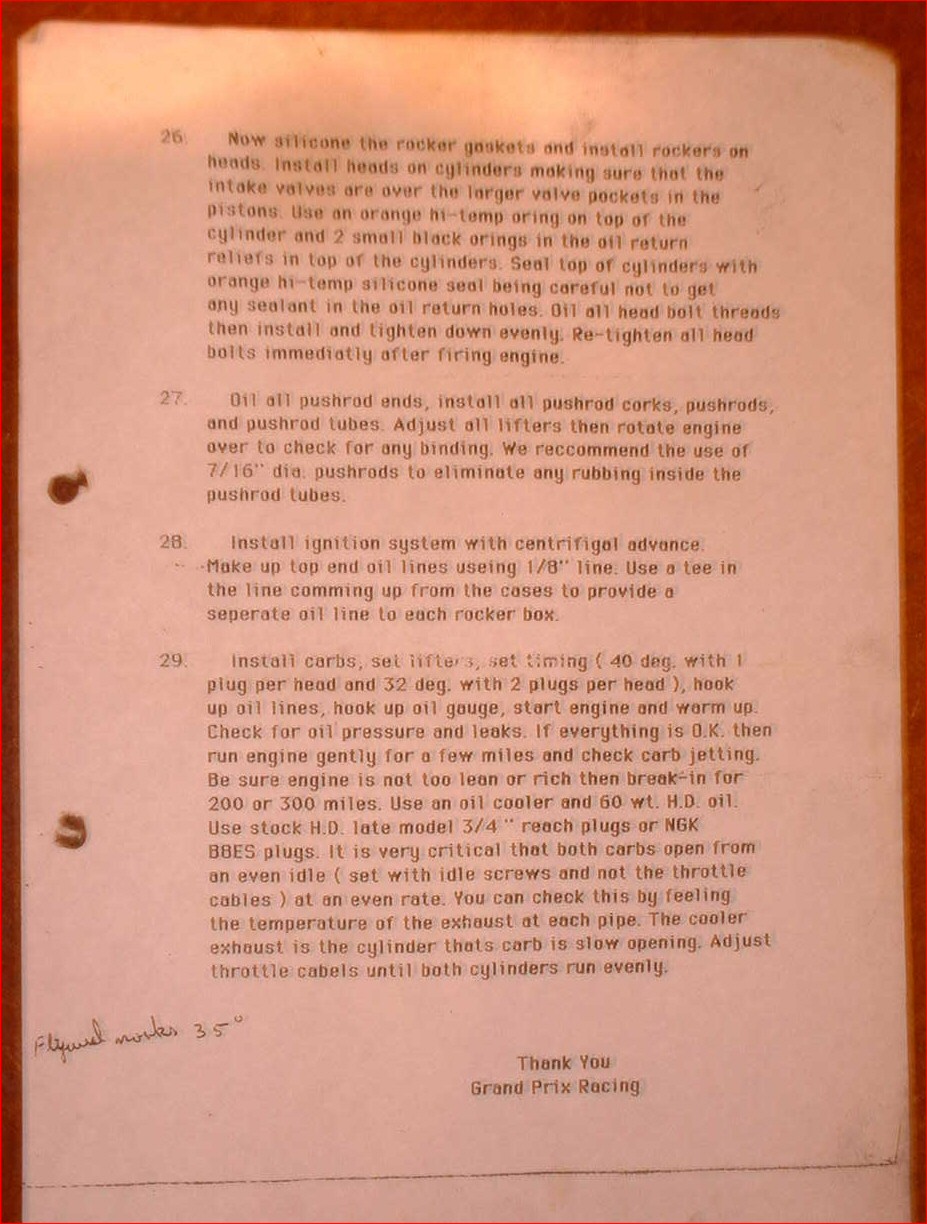 26. Now silicone the rocker gaskets and install rockers on
heads. Install heads on cylinders making sure that the
intake valves are over the larger valve pockets in the
pistons. Use an orange hi-temp oring on top of the
cylinder and 2 small black orings in the oil return
reliefs in top of the cylinders. Seal top of cylinders with
orange hi-temp silicone seal being careful not to get
any sealant in the oil return holes. Oil all head bolt threads
then install and tighten down evenly. Re-tighten all head
bolts immediatly after firing engine.
27. Oil all pushrod ends, install all pushrod corks, pushrods,
and pushrod tubes. Adjust all lifters then rotate engine
over to check for any binding. We reccommend the use of
7/16" dia. pushrods to eliminate any rubbing inside the
pushrod tubes.
28. Install ignition system with centrifigal advance.
Make up top end oil lines useing 1/8" line. Use a tee in
the line comming up from the cases to provide a
seperate oil line to each rocker box.
29. Install carbs, set lifters, set timing ( 40 deg. with 1
plug per head and 32 deg. with 2 plugs per head ), hook
up oil lines, hook up oil gauge, start engine and warm up.
Check for oil pressure and leaks. If everything is O.K. then
run engine gently for a few miles and check carb jetting.
Be sure engine is not too lean or rich then break-in for
200 or 300 miles. Use an oil cooler and 60 wt. H.D. oil.
Use stock H.D. late model 3/4 " reach plugs or NGK
B8ES plugs. It is very critical that both carbs open from
an even idle ( set with idle screws and not the throttle
cables ) at an even rate. You can check this by feeling
the temperature of the exhaust at each pipe. The cooler
exhaust is the cylinder thats carb is slow opening. Adjust
throttle cabels until both cylinders run evenly.
Flywheel marks 35°
Thank You
Grand Prix Racing